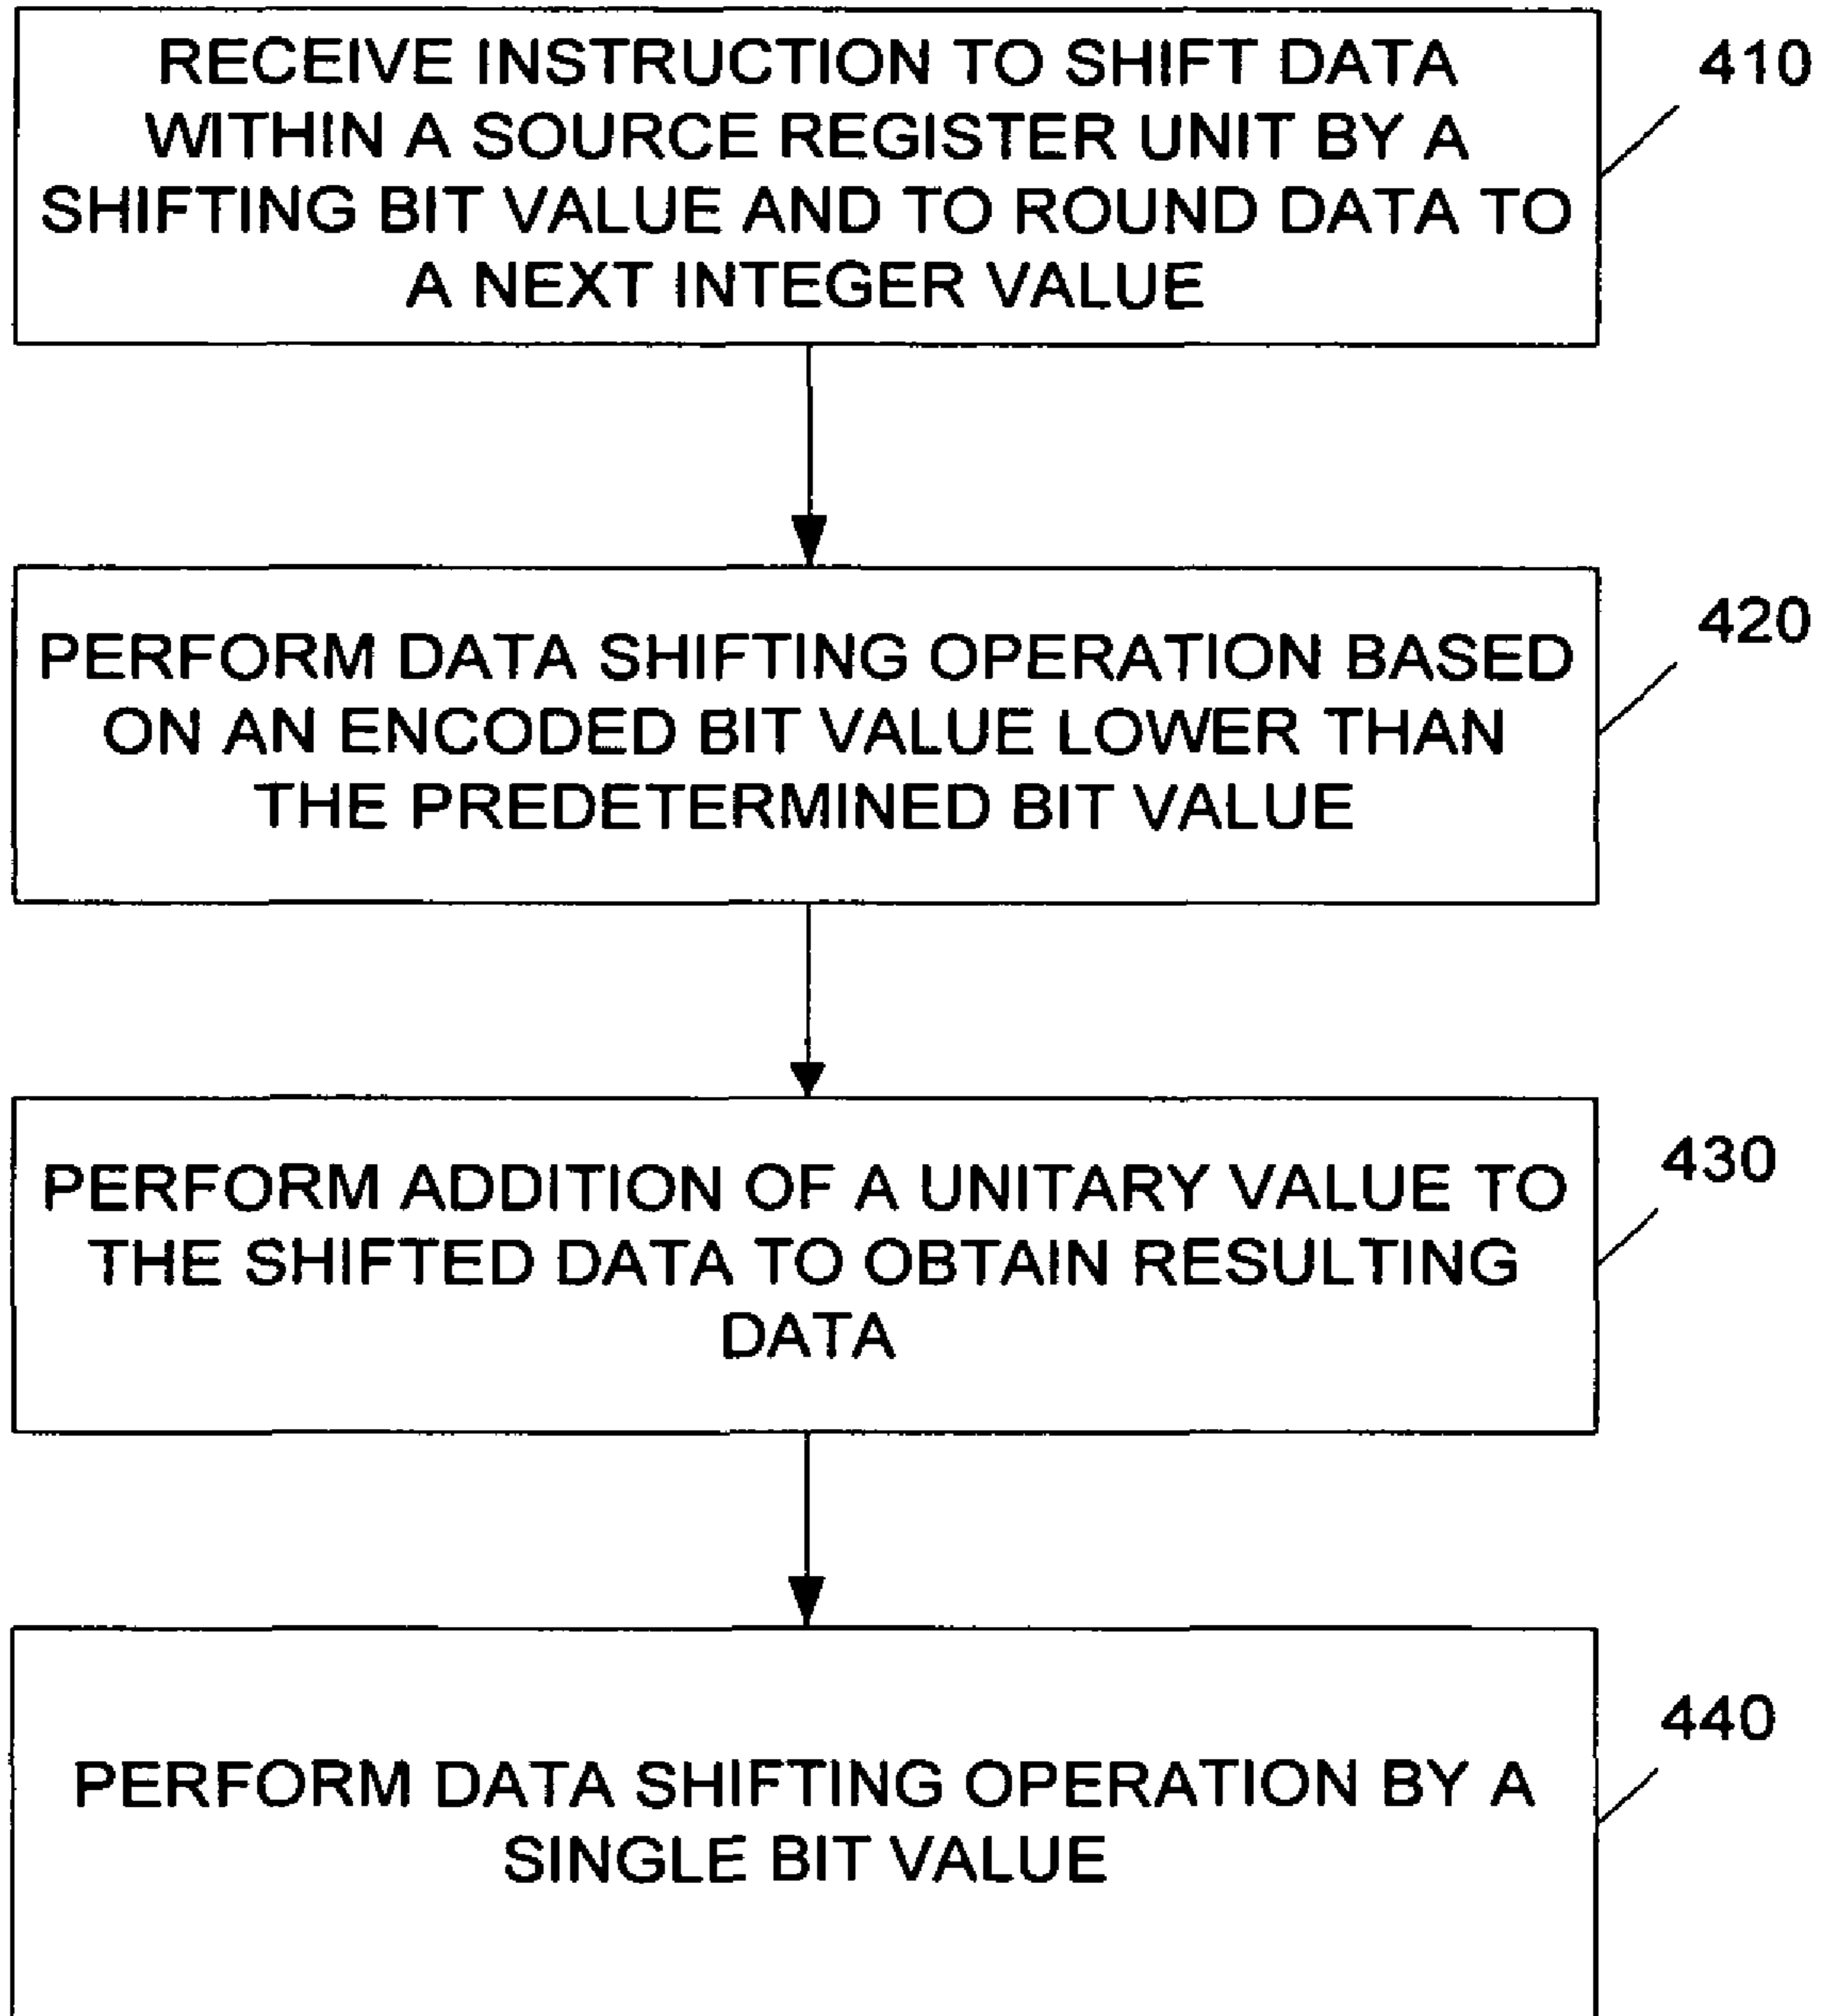 RECEIVE INSTRUCTION TO SHIFT DATA
WITHIN A SOURCE REGISTER UNIT BY A
SHIFTING BIT VALUE AND TO ROUND DATA TO
A NEXT INTEGER VALUE
410
PERFORM DATA SHIFTING OPERATION BASED
ON AN ENCODED BIT VALUE LOWER THAN
THE PREDETERMINED BIT VALUE
420
PERFORM ADDITION OF A UNITARY VALUE TO
THE SHIFTED DATA TO OBTAIN RESULTING
DATA
430
PERFORM DATA SHIFTING OPERATION BY A
SINGLE BIT VALUE
440